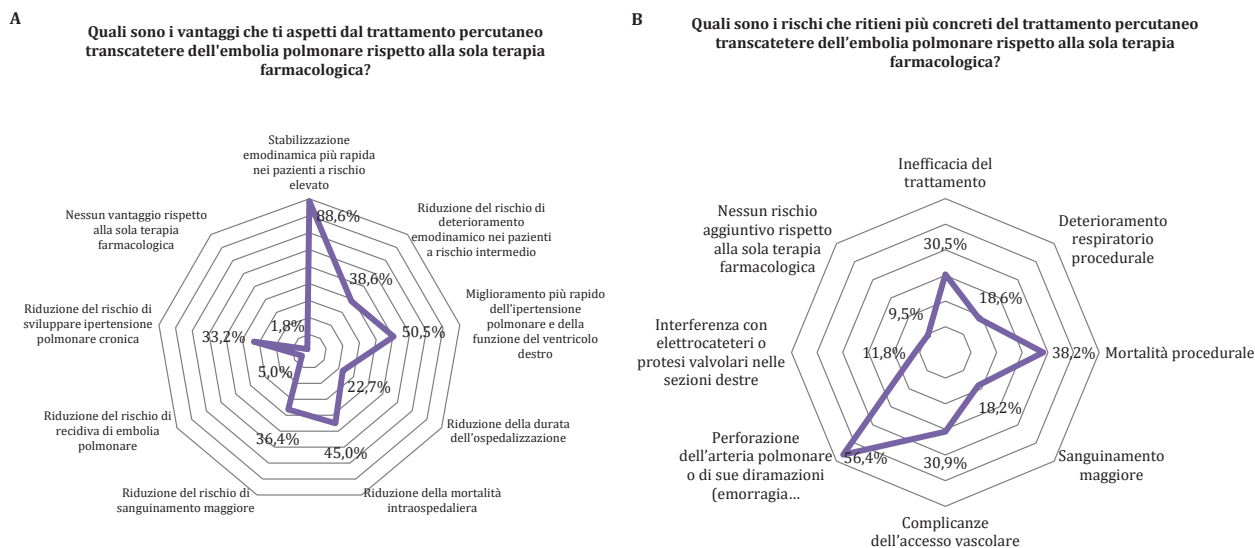 A
Quali sono i vantaggi che ti aspetti dal trattamento percutaneo
transcatetere dell'embolia polmonare rispetto alla sola terapia
farmacologica?
Stabilizzazione
emodinamica più rapida
nei pazienti a rischio
elevato
88,6%
Riduzione del rischio di
deterioramento
emodinamico nei pazienti
a rischio intermedio
38,6%
Miglioramento più rapido
dell'ipertensione
polmonare e della
funzione del ventricolo
destro
50,5%
Riduzione della durata
dell'ospedalizzazione
22,7%
Riduzione della mortalità
intraospedaliera
45,0%
Riduzione del rischio di
sanguinamento maggiore
36,4%
Riduzione del rischio di
recidiva di embolia
polmonare
5,0%
Riduzione del rischio di
sviluppare ipertensione
polmonare cronica
33,2%
Nessun vantaggio rispetto
alla sola terapia
farmacologica
1,8%
B
Quali sono i rischi che ritieni più concreti del trattamento percutaneo
transcatetere dell’embolia polmonare rispetto alla sola terapia
farmacologica?
Inefficacia del
trattamento
30,5%
Deterioramento
respiratorio
procedurale
18,6%
Mortalità procedurale
38,2%
Sanguinamento
maggiore
18,2%
Complicanze
dell’accesso vascolare
30,9%
Perforazione
dell’arteria polmonare
o di sue diramazioni
(emorragia…
56,4%
Interferenza con
elettrocateteri o
protesi valvolari nelle
sezioni destre
11,8%
Nessun rischio
aggiuntivo rispetto
alla sola terapia
farmacologica
9,5%